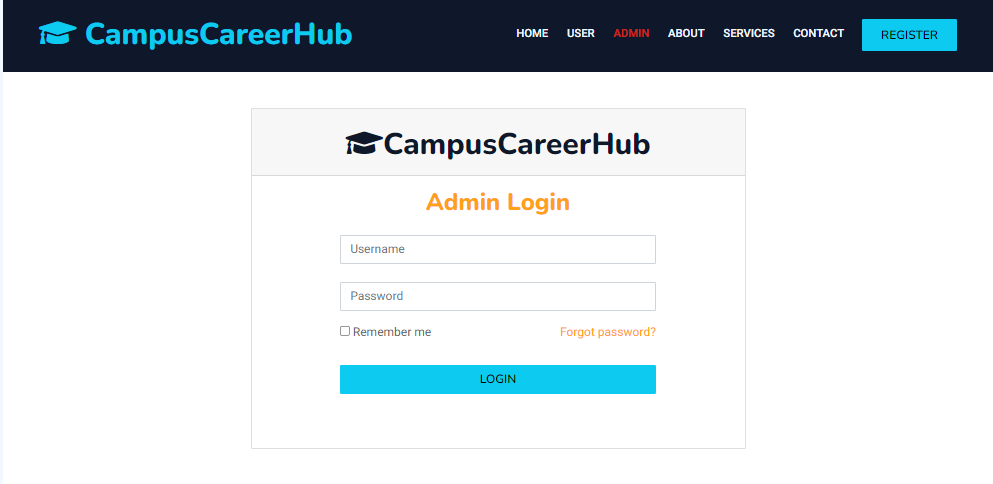 CampusCareerHub
HOME USER ADMIN ABOUT SERVICES CONTACT REGISTER
CampusCareerHub
Admin Login
Username
Password
Remember me Forgot password?
LOGIN